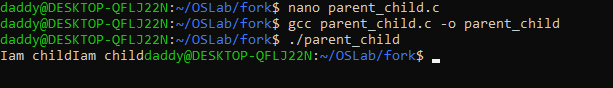 daddy@DESKTOP-QFLJ22N:~/OSLab/fork$ nano parent_child.c
daddy@DESKTOP-QFLJ22N:~/OSLab/fork$ gcc parent_child.c -o parent_child
daddy@DESKTOP-QFLJ22N:~/OSLab/fork$ ./parent_child
Iam childIam childdaddy@DESKTOP-QFLJ22N:~/OSLab/fork$